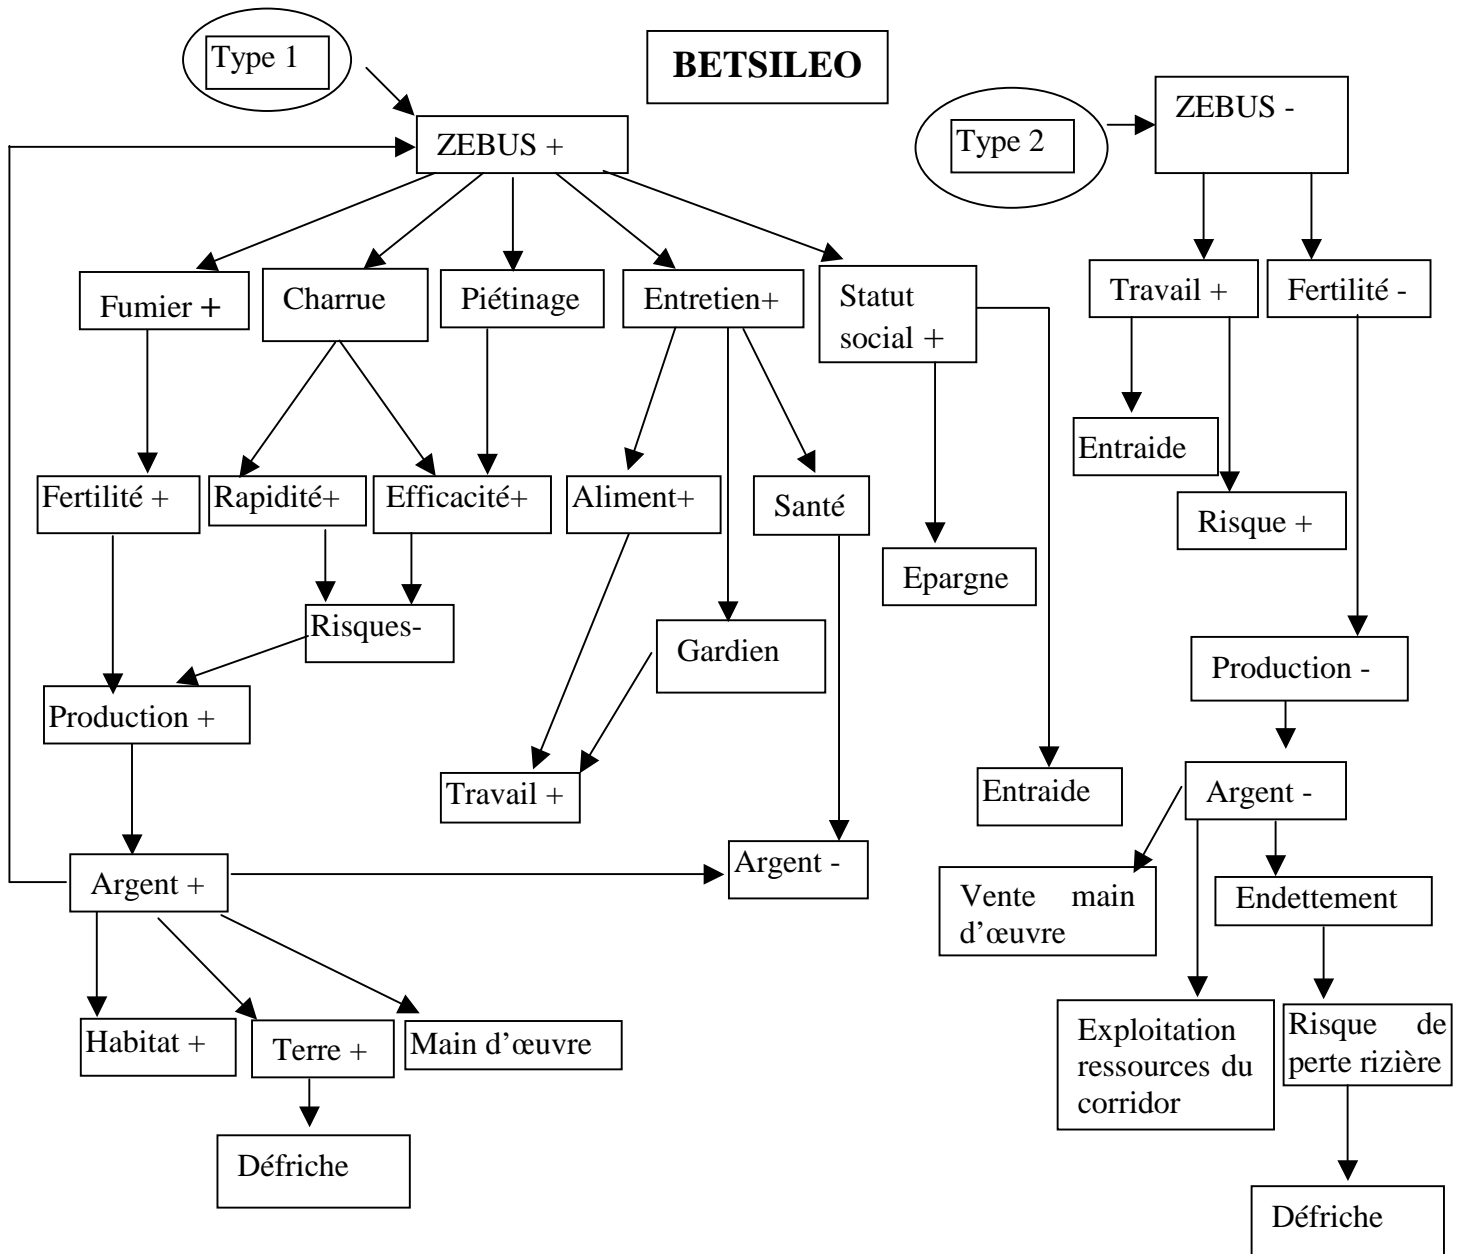 Type 1
BETSILEO
ZEBUS +
Type 2
ZEBUS -
Fumier +
Charrue
Piétinage
Entretien+
Statut
social +
Travail +
Fertilité -
Entraide
Fertilité +
Rapidité+
Efficacité+
Aliment+
Santé
Risque +
Epargne
Risques-
Gardien
Production -
Production +
Travail +
Entraide
Argent -
Argent +
Argent -
Vente main
d’œuvre
Endettement
Habitat +
Terre +
Main d’œuvre
Exploitation
ressources du
corridor
Risque de
perte rizière
Défriche
Défriche